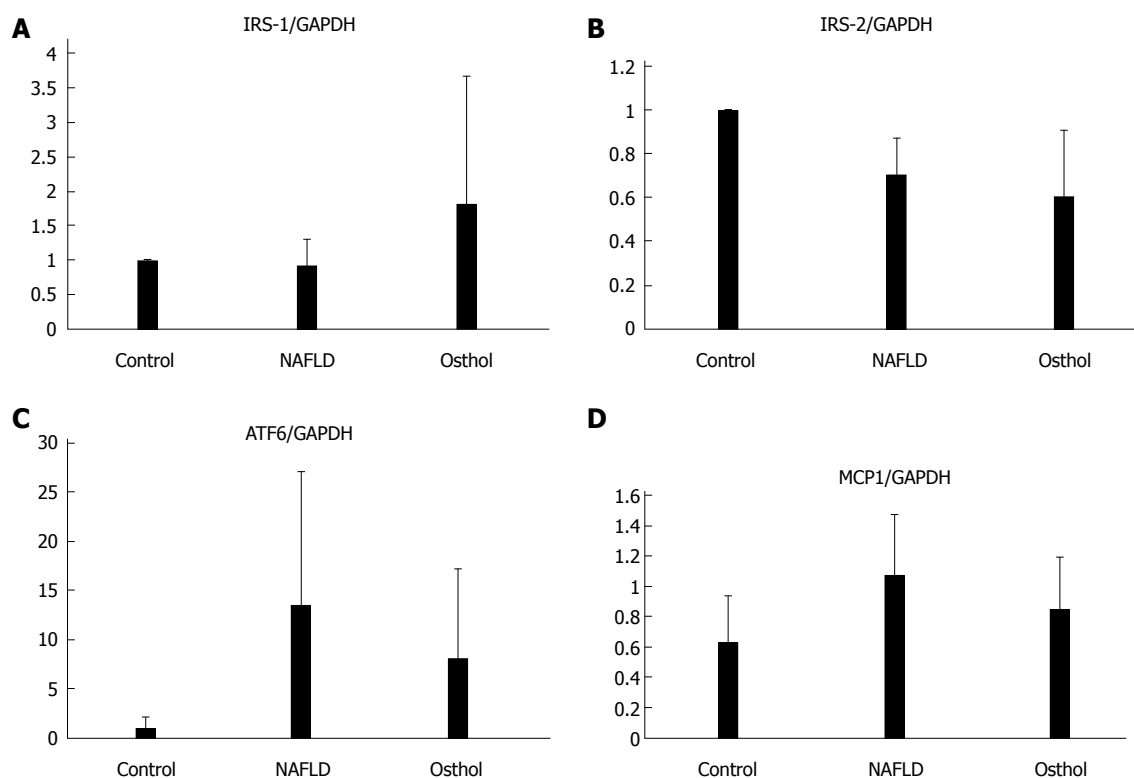 A
IRS-1/GAPDH
4
3.5
3
2.5
2
1.5
1
0.5
0
Control NAFLD Osthol
B
IRS-2/GAPDH
1.2
1
0.8
0.6
0.4
0.2
0
Control NAFLD Osthol
C
ATF6/GAPDH
30
25
20
15
10
5
0
Control NAFLD Osthol
D
MCP1/GAPDH
1.6
1.4
1.2
1
0.8
0.6
0.4
0.2
0
Control NAFLD Osthol